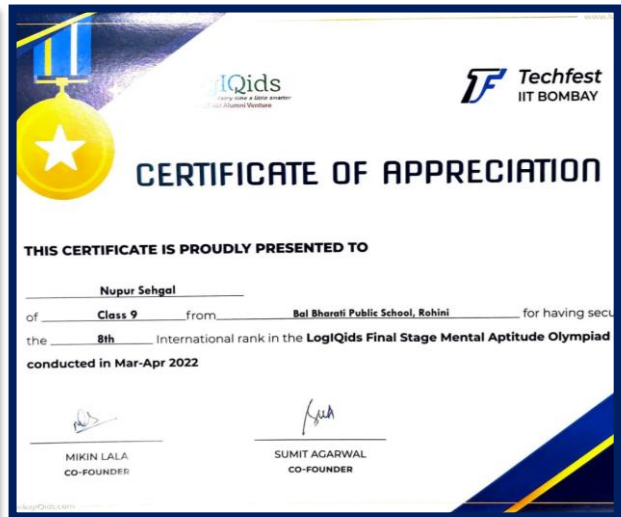 IQids
Alumni Venture
Techfest
IIT BOMBAY
CERTIFICATE OF APPRECIATION
THIS CERTIFICATE IS PROUDLY PRESENTED TO
Nupur Sehgal
of Class 9 from Bal Bharati Public School, Rohini for having secu
the 8th International rank in the LogIQids Final Stage Mental Aptitude Olympiad
conducted in Mar-Apr 2022
MIKIN LALA
CO-FOUNDER
SUMIT AGARWAL
CO-FOUNDER